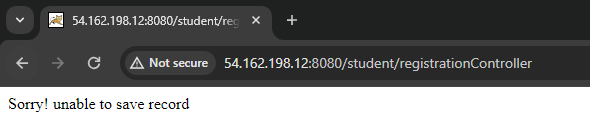 54.162.198.12:8080/student/reg
Not secure
54.162.198.12:8080/student/registrationController
Sorry! unable to save record